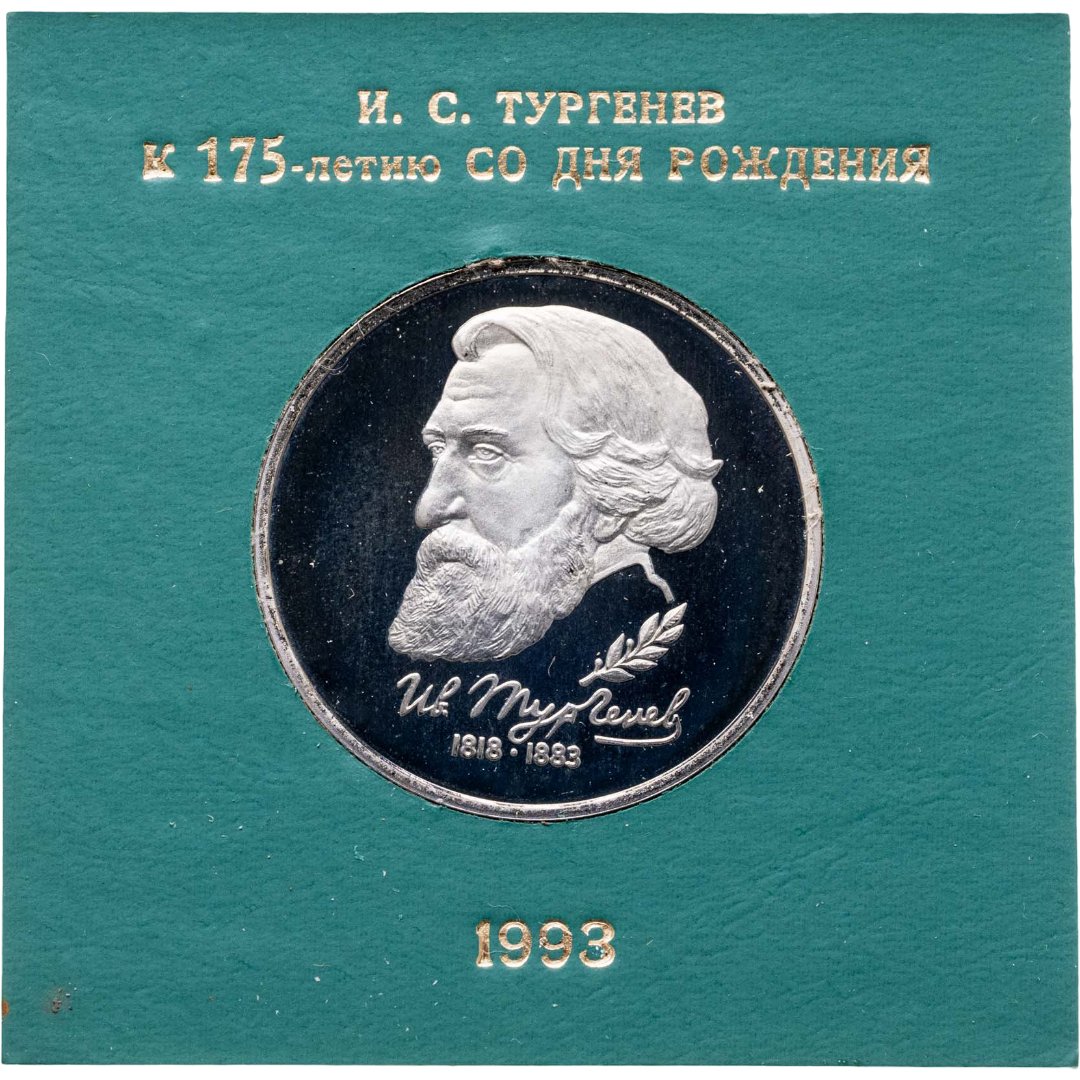 И. С. ТУРГЕНЕВ
К 175-летию СО ДНЯ РОЖДЕНИЯ
Ив Тургенев
1818 · 1883
1993